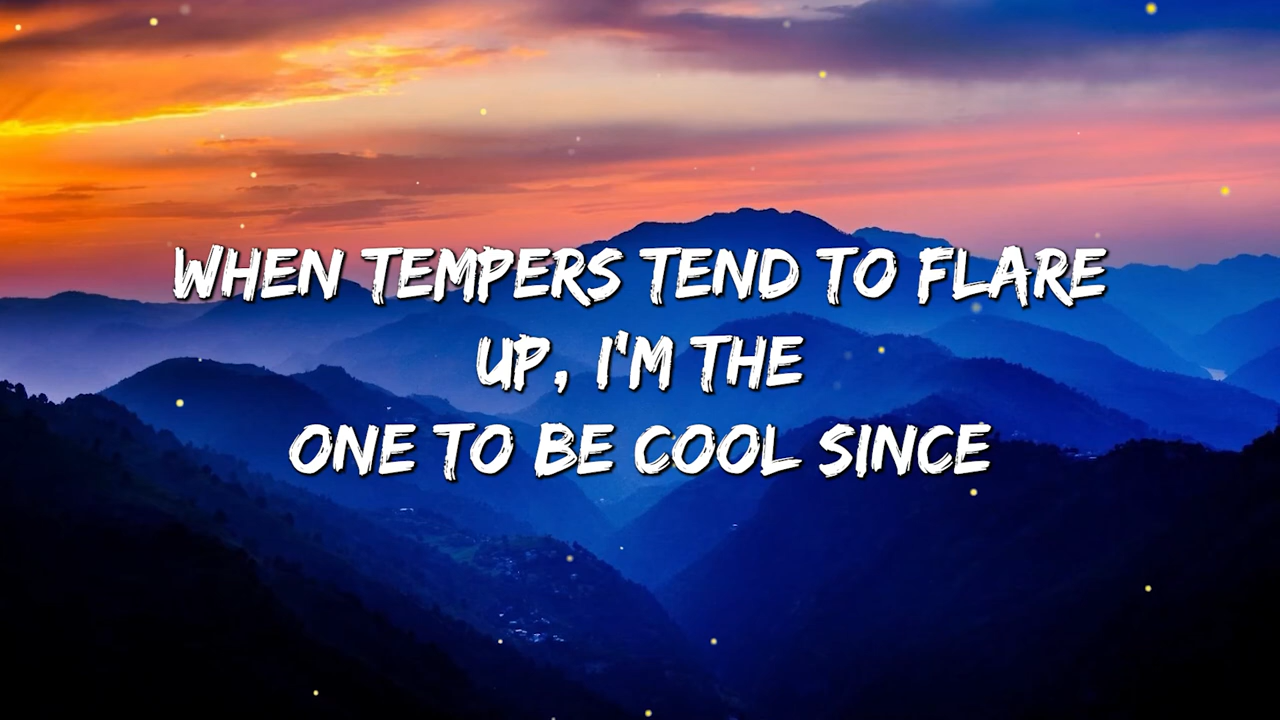 WHEN TEMPERS TEND TO FLARE
UP, I'M THE
ONE TO BE COOL SINCE